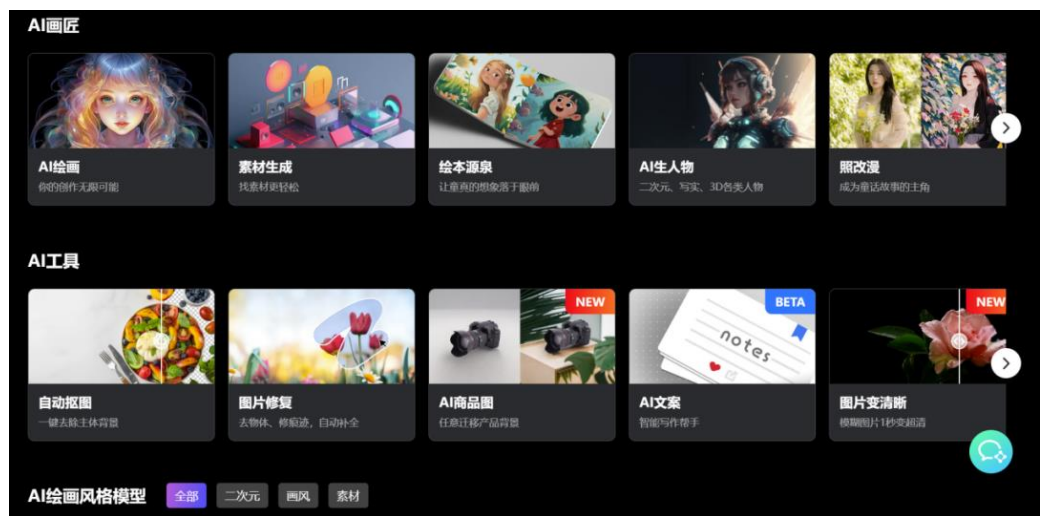 AI画匠
AI绘画
你的创作无限可能
素材生成
找素材更轻松
绘本源泉
让童真的想象落于眼前
AI生人物
二次元、写实、3D各类人物
照改漫
成为童话故事的主角
AI工具
自动抠图
一键去除主体背景
图片修复
去物体、修痕迹，自动补全
NEW
AI商品图
任意迁移产品背景
BETA
notes
AI文案
智能写作帮手
NEW
图片变清晰
模糊图片1秒变超清
AI绘画风格模型 全部 二次元 画风 素材